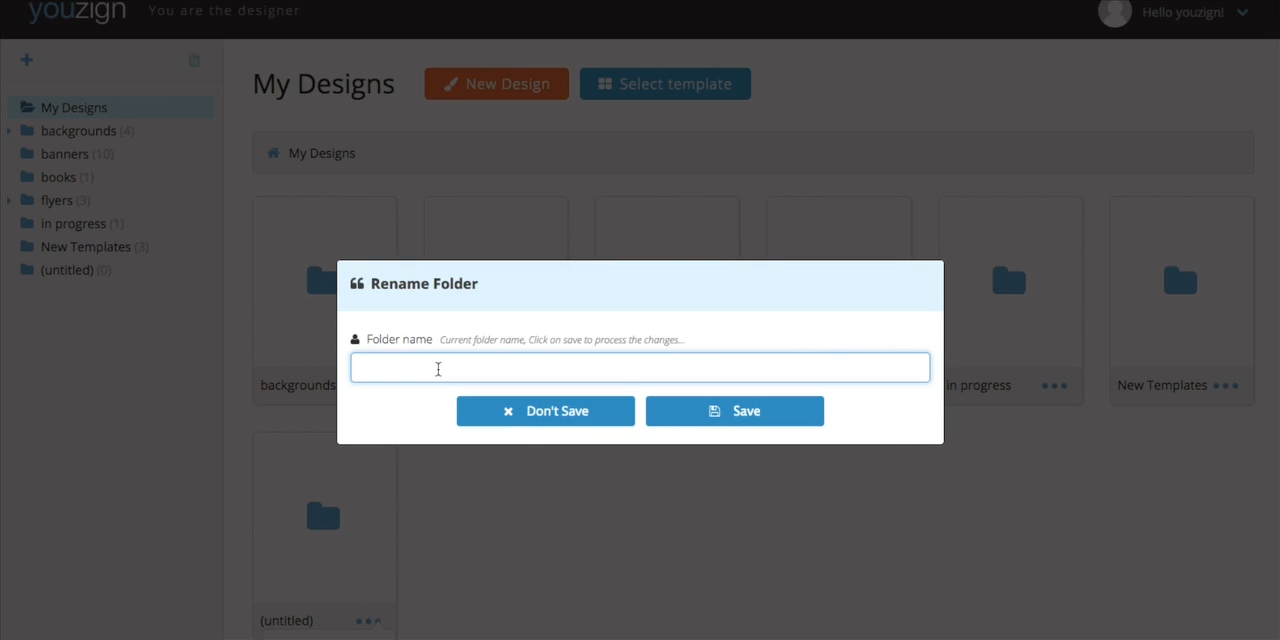 youzign
You are the designer
Hello youzign!
My Designs
backgrounds (4)
banners (10)
books (1)
flyers (3)
in progress (1)
New Templates (3)
(untitled) (0)
My Designs
New Design
Select template
My Designs
Rename Folder
Folder name Current folder name, Click on save to process the changes...
Don't Save
Save
backgrounds
in progress
New Templates
(untitled)